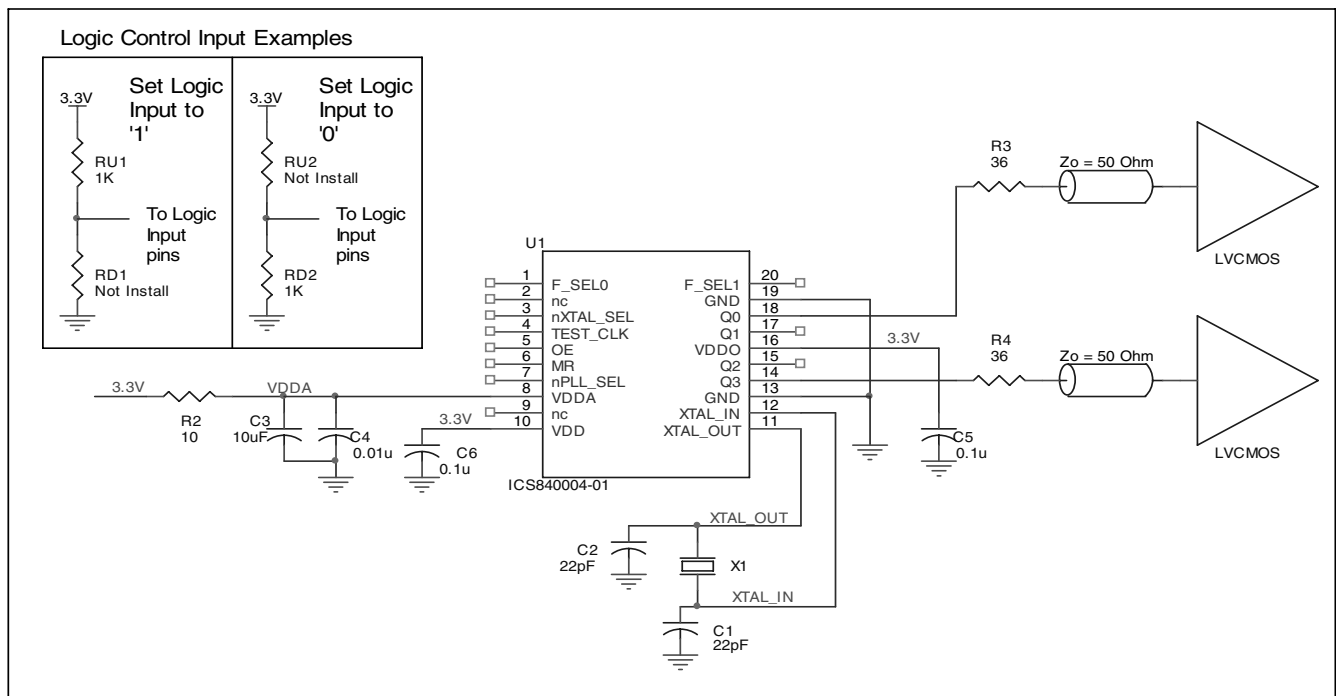 Logic Control Input Examples
Set Logic
Input to
'1'
3.3V
RU1
1K
To Logic
Input
pins
RD1
Not Install
Set Logic
Input to
'0'
3.3V
RU2
Not Install
To Logic
Input
pins
RD2
1K
3.3V
R2
10
VDDA
C3
10uF
C4
0.01u
3.3V
C6
0.1u
U1
1
F_SEL0
2
nc
3
nXTAL_SEL
4
TEST_CLK
5
OE
6
MR
7
nPLL_SEL
8
VDDA
9
nc
10
VDD
20
F_SEL1
19
GND
18
Q0
17
Q1
16
VDDO
15
Q2
14
Q3
13
GND
12
XTAL_IN
11
XTAL_OUT
ICS840004-01
R3
36
Zo = 50 Ohm
LVCMOS
3.3V
R4
36
Zo = 50 Ohm
LVCMOS
C5
0.1u
XTAL_OUT
C2
22pF
X1
XTAL_IN
C1
22pF